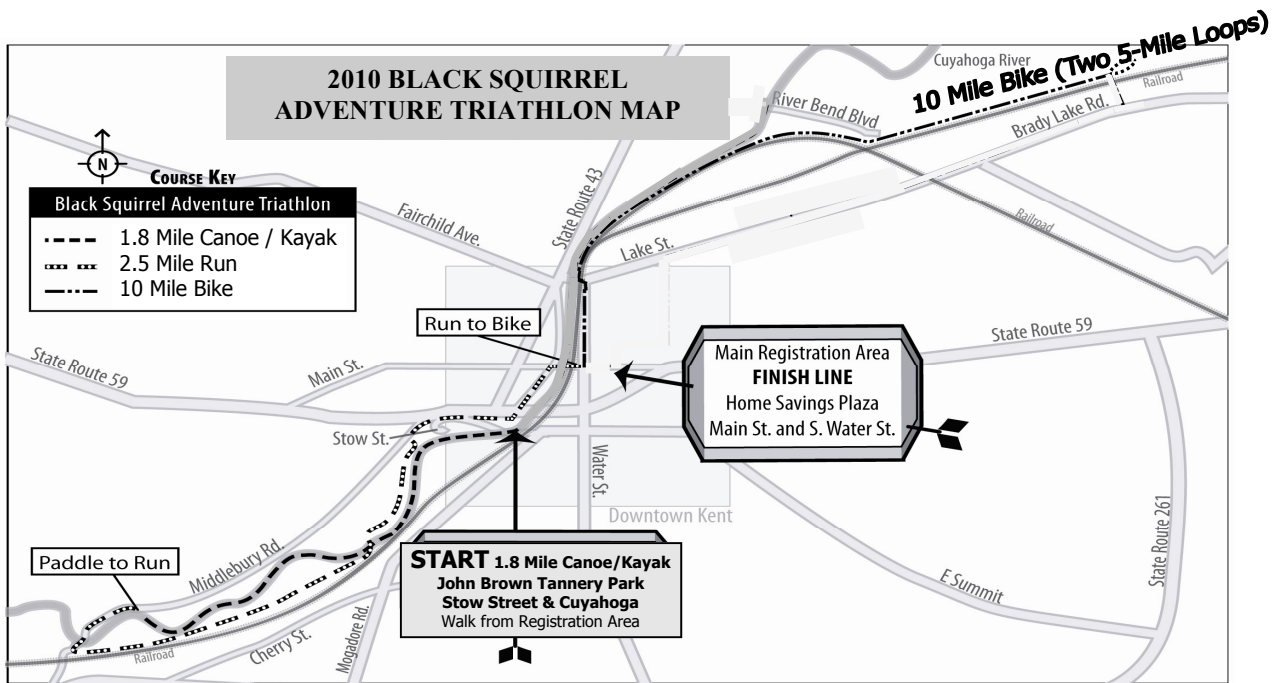 2010 BLACK SQUIRREL
ADVENTURE TRIATHLON MAP
10 Mile Bike (Two 5-Mile Loops)
Cuyahoga River
Railroad
River Bend Blvd
Brady Lake Rd.
N
COURSE KEY
Black Squirrel Adventure Triathlon
1.8 Mile Canoe / Kayak
2.5 Mile Run
10 Mile Bike
Fairchild Ave.
State Route 43
Lake St.
Railroad
Run to Bike
State Route 59
State Route 59
Main St.
Main Registration Area
FINISH LINE
Home Savings Plaza
Main St. and S. Water St.
Stow St.
Water St.
Downtown Kent
State Route 261
Paddle to Run
Middlebury Rd.
START 1.8 Mile Canoe/Kayak
John Brown Tannery Park
Stow Street & Cuyahoga
Walk from Registration Area
E Summit
Railroad
Cherry St.
Mogadore Rd.